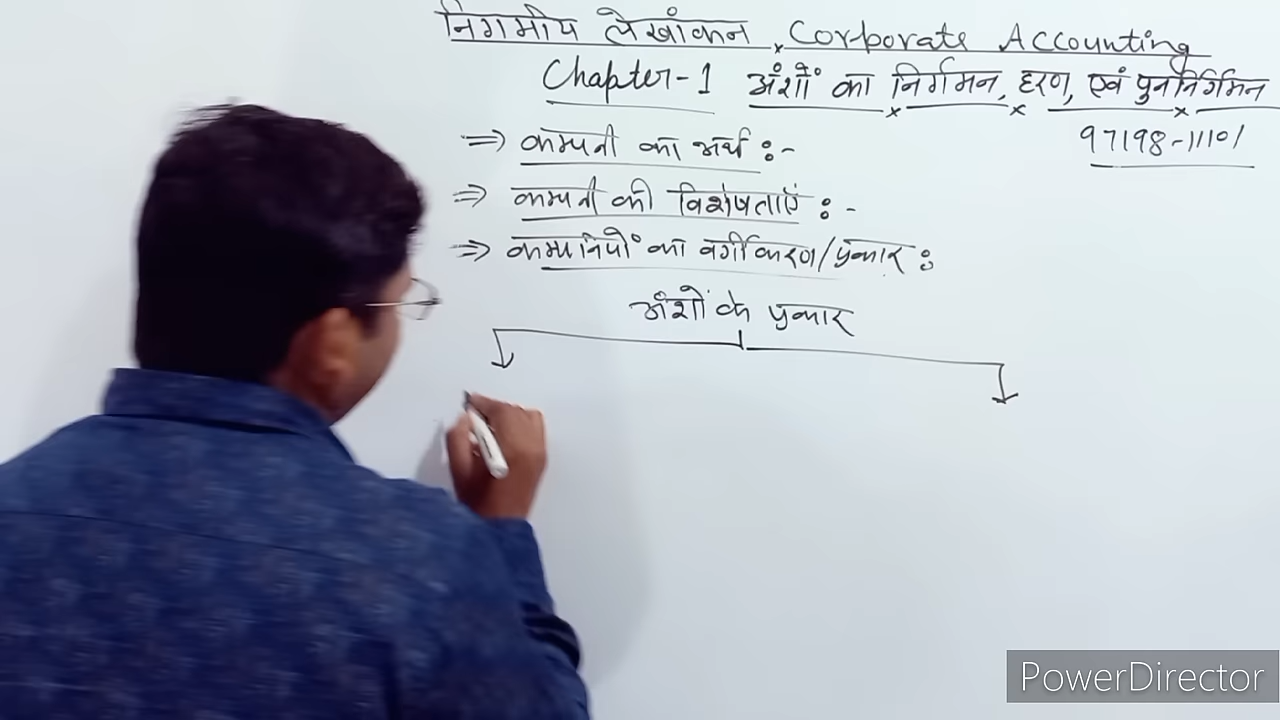 निगमीय लेखांकन, Corporate Accounting
Chapter-1 अंशों का निर्गमन, हरण, एवं पुनर्निर्गमन
97198-11101
⇒ कम्पनी का अर्थ :-
⇒ कम्पनी की विशेषताएँ :-
⇒ कम्पनियों का वर्गीकरण/प्रकार :
अंशों के प्रकार
PowerDirector